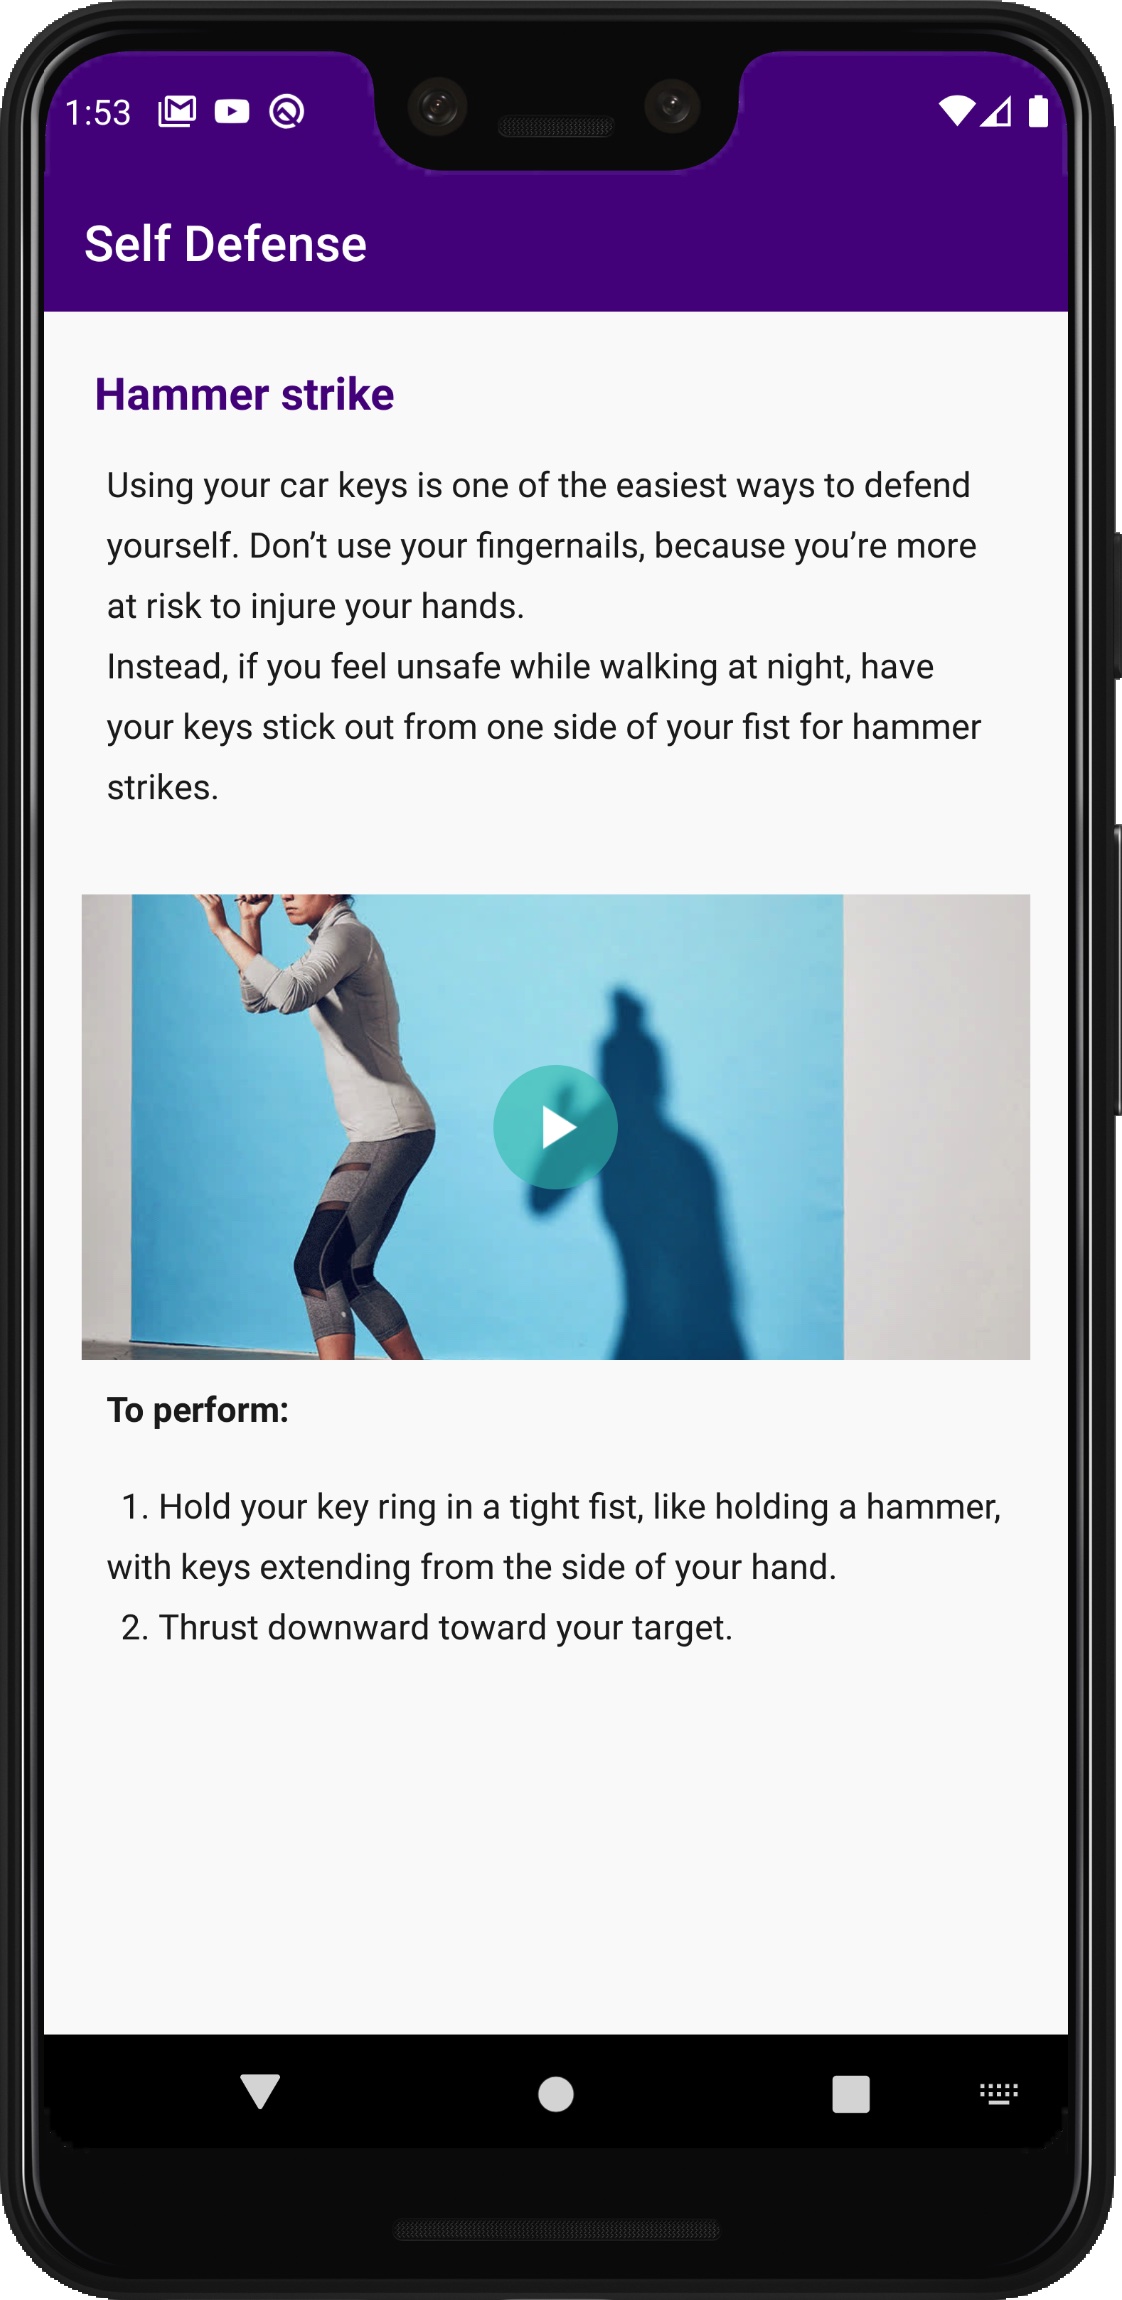 1:53
Self Defense
Hammer strike
Using your car keys is one of the easiest ways to defend
yourself. Don’t use your fingernails, because you’re more
at risk to injure your hands.
Instead, if you feel unsafe while walking at night, have
your keys stick out from one side of your fist for hammer
strikes.
To perform:
1. Hold your key ring in a tight fist, like holding a hammer,
with keys extending from the side of your hand.
2. Thrust downward toward your target.